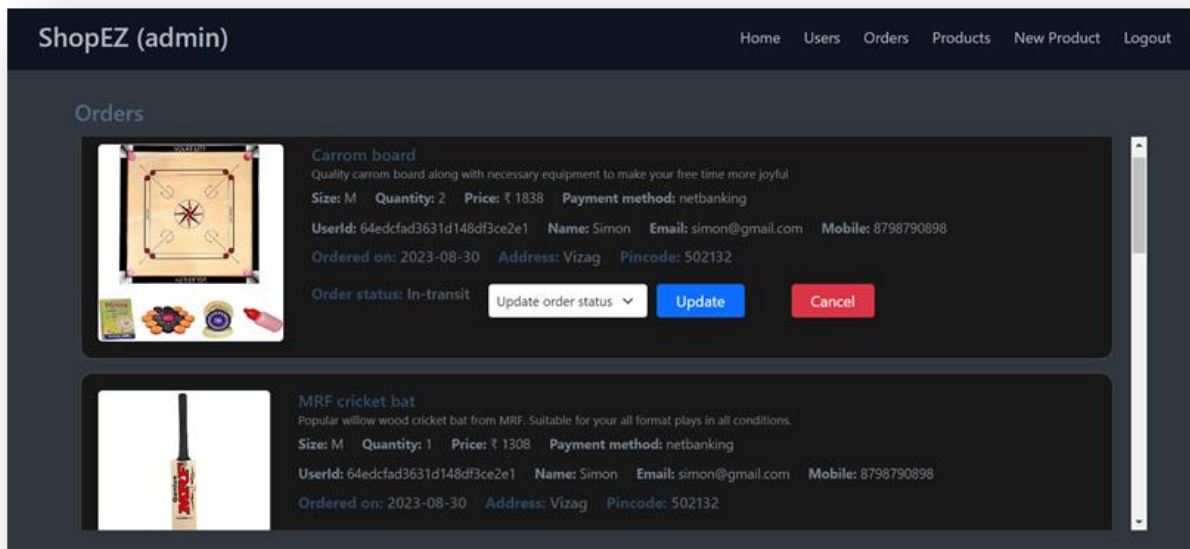 ShopEZ (admin)
Home Users Orders Products New Product Logout
Orders
Carrom board
Quality carrom board along with necessary equipment to make your free time more joyful
Size: M Quantity: 2 Price: ₹ 1838 Payment method: netbanking
UserId: 64edcfad3631d148df3ce2e1 Name: Simon Email: simon@gmail.com Mobile: 8798790898
Ordered on: 2023-08-30 Address: Vizag Pincode: 502132
Order status: In-transit Update order status Update Cancel
MRF cricket bat
Popular willow wood cricket bat from MRF. Suitable for your all format plays in all conditions.
Size: M Quantity: 1 Price: ₹ 1308 Payment method: netbanking
UserId: 64edcfad3631d148df3ce2e1 Name: Simon Email: simon@gmail.com Mobile: 8798790898
Ordered on: 2023-08-30 Address: Vizag Pincode: 502132
MRF
Genius